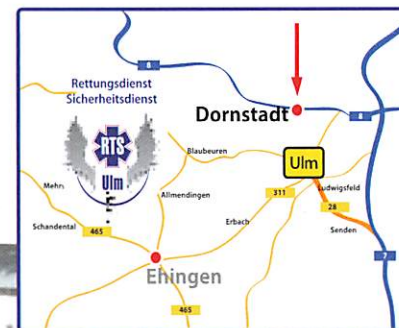 8
Rettungsdienst
Sicherheitsdienst
Dornstadt
8
RTS
Blaubeuren
Ulm
Ulm
Mehr.
Allmendingen
311
Ludwigsfeld
28
Schandental
465
Erbach
Senden
7
Ehingen
465